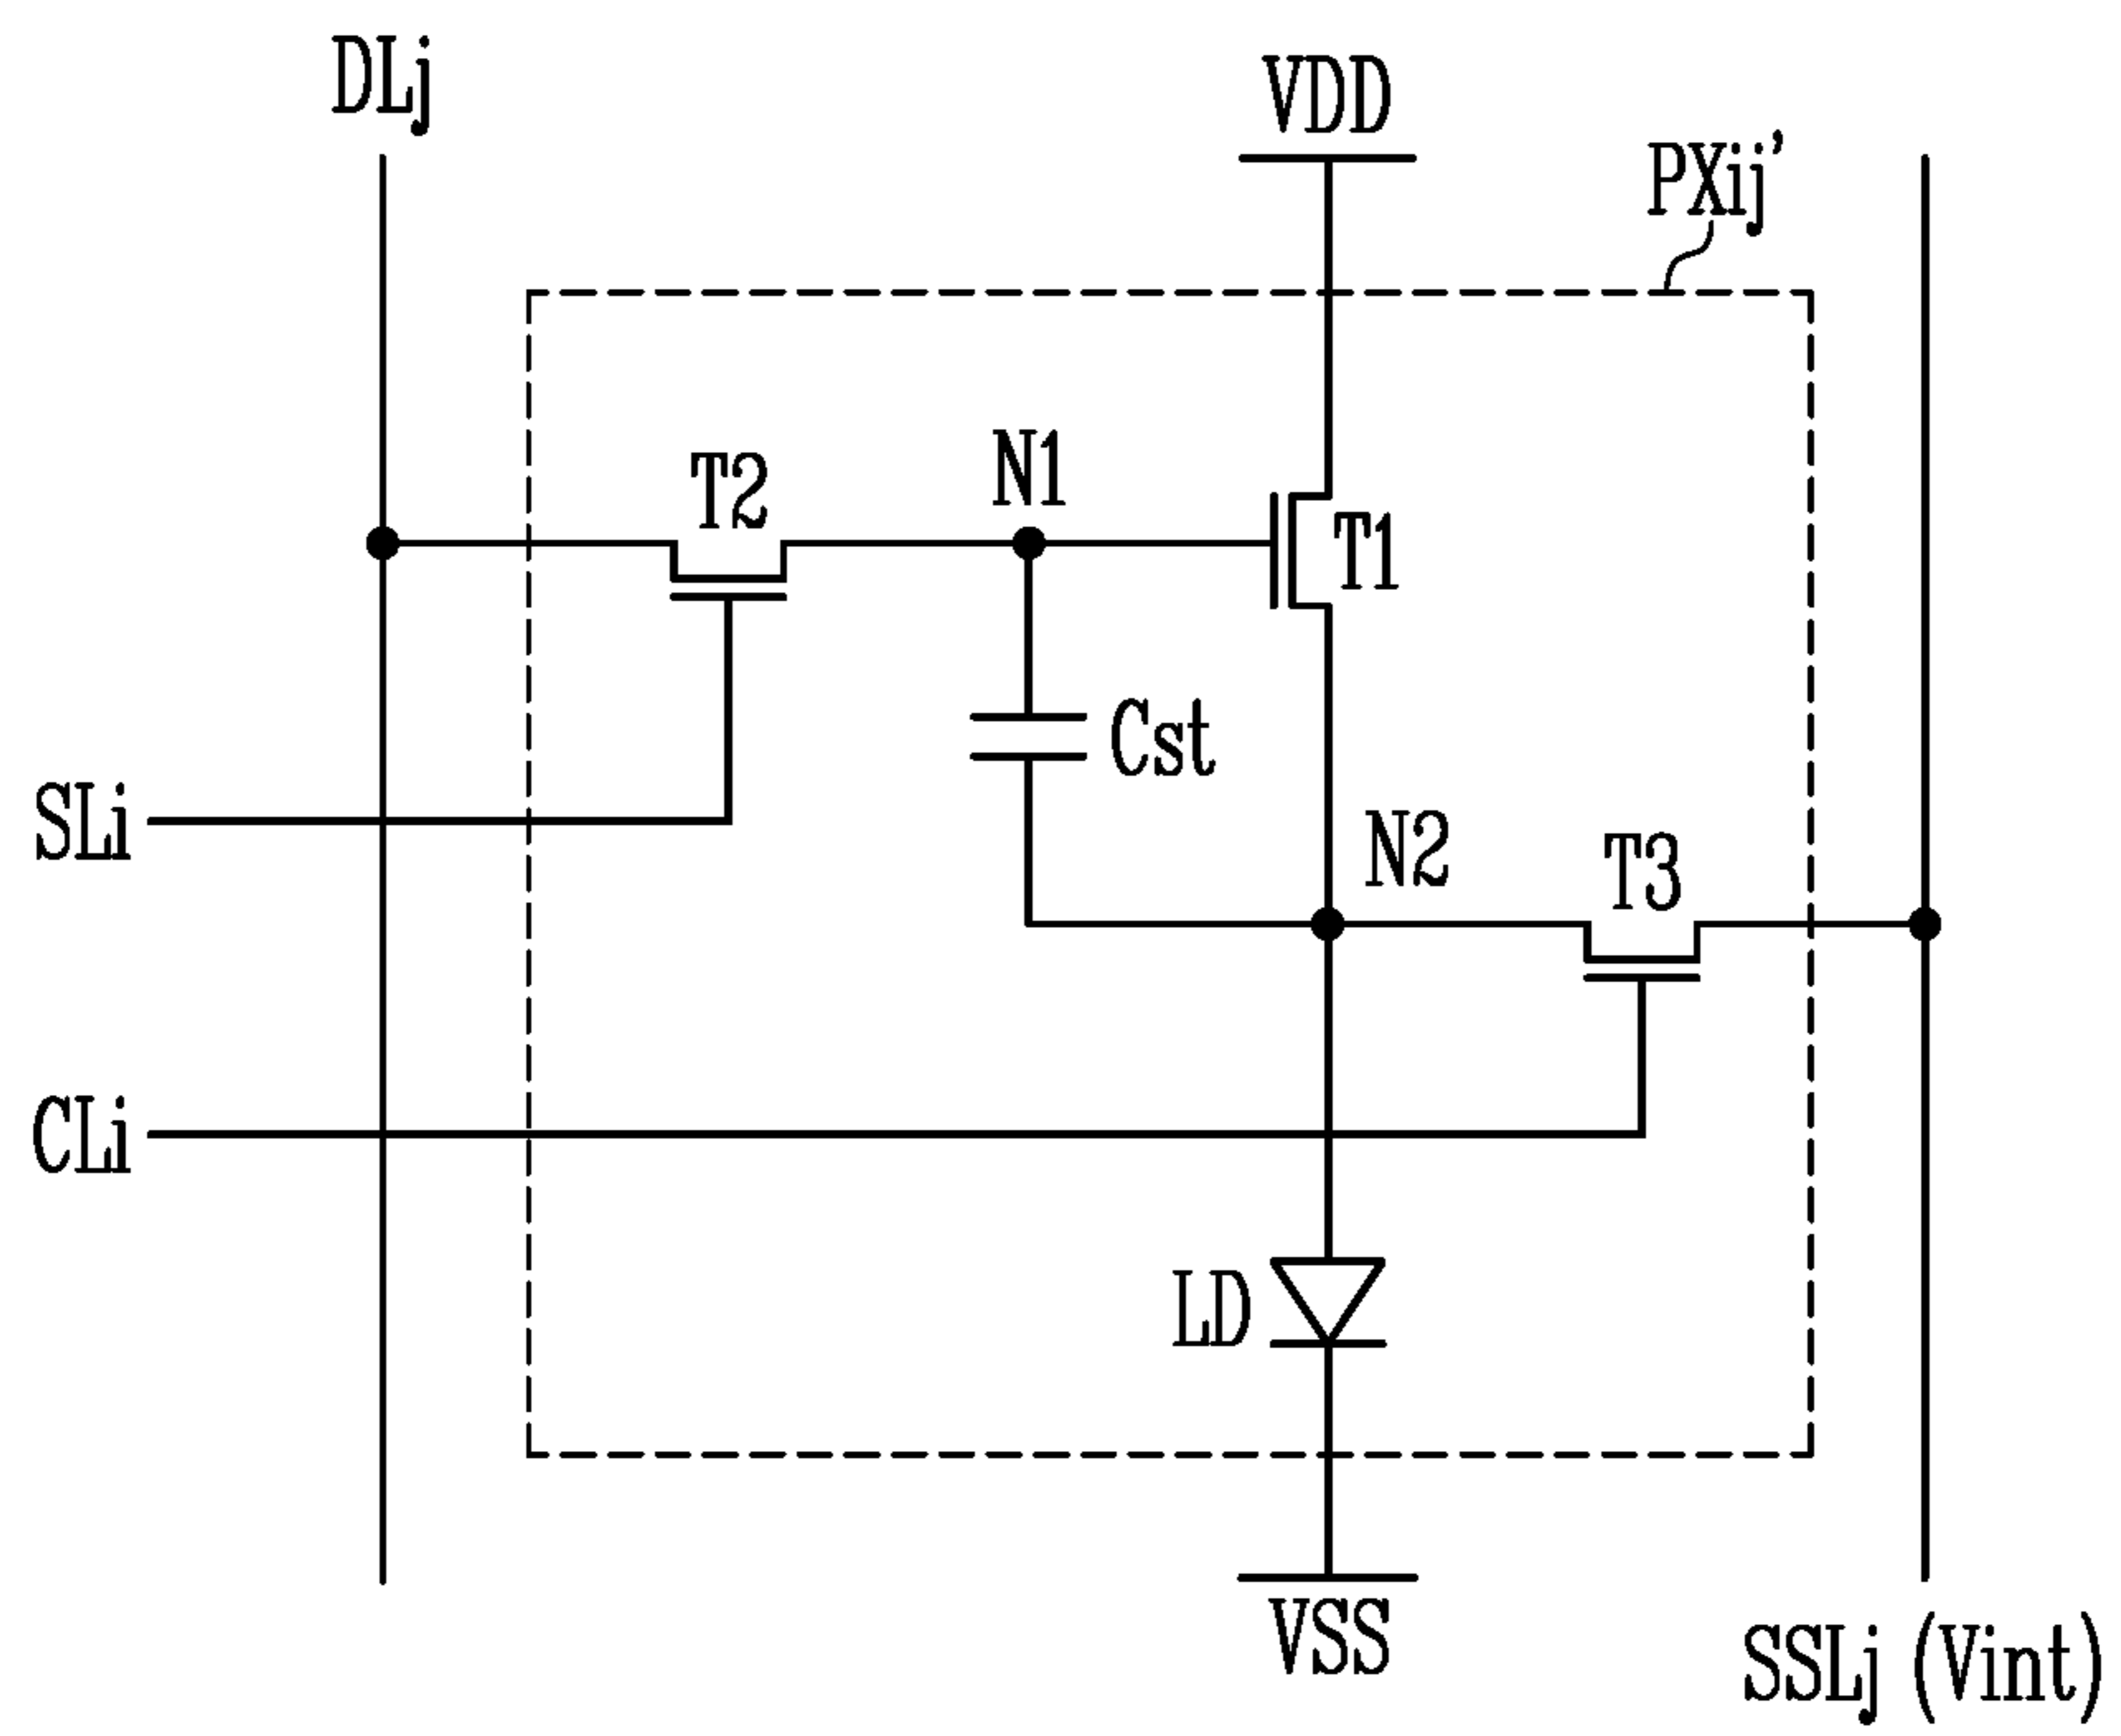 DLj
VDD
PXij'
T2
N1
T1
Cst
SLi
N2
T3
CLi
LD
VSS
SSLj (Vint)